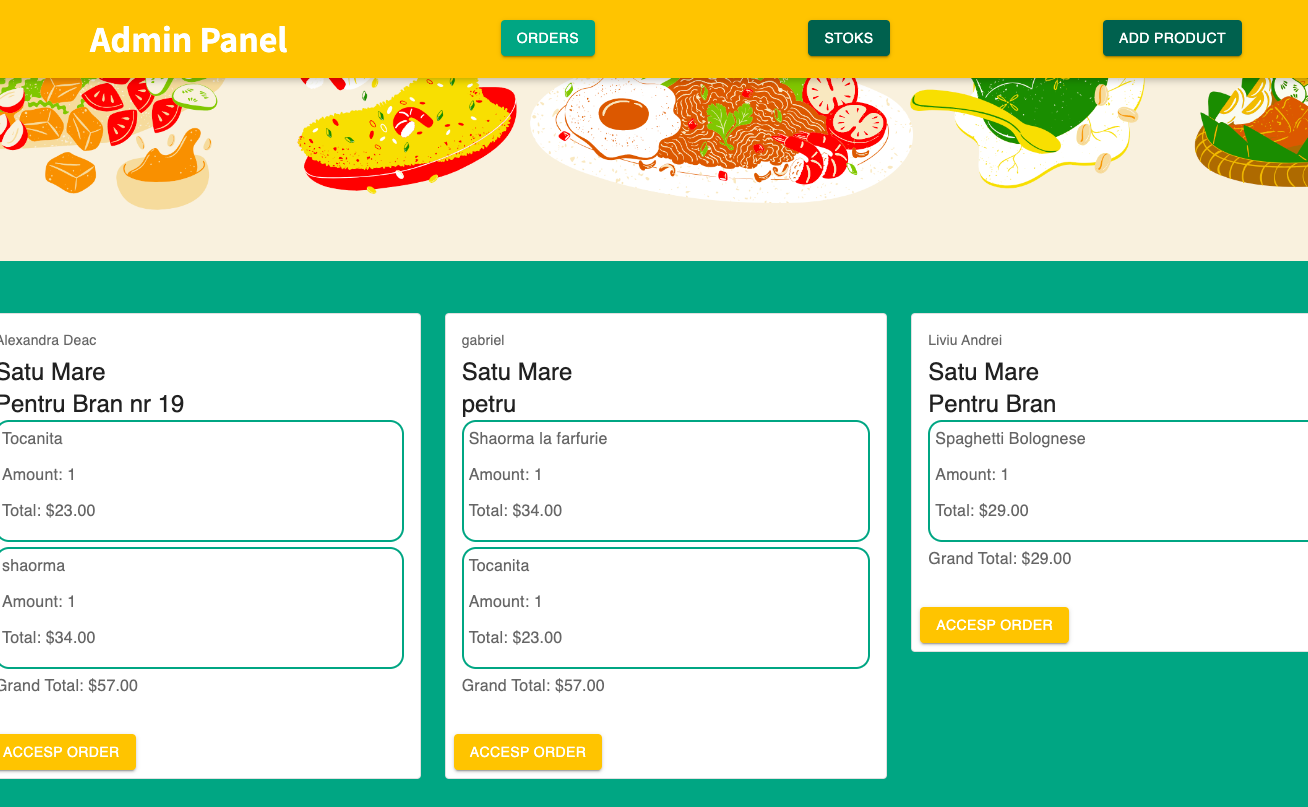 Admin Panel
ORDERS
STOKS
ADD PRODUCT
Alexandra Deac
Satu Mare
Pentru Bran nr 19
Tocanita
Amount: 1
Total: $23.00
shaorma
Amount: 1
Total: $34.00
Grand Total: $57.00
ACCESP ORDER
gabriel
Satu Mare
petru
Shaorma la farfurie
Amount: 1
Total: $34.00
Tocanita
Amount: 1
Total: $23.00
Grand Total: $57.00
ACCESP ORDER
Liviu Andrei
Satu Mare
Pentru Bran
Spaghetti Bolognese
Amount: 1
Total: $29.00
Grand Total: $29.00
ACCESP ORDER